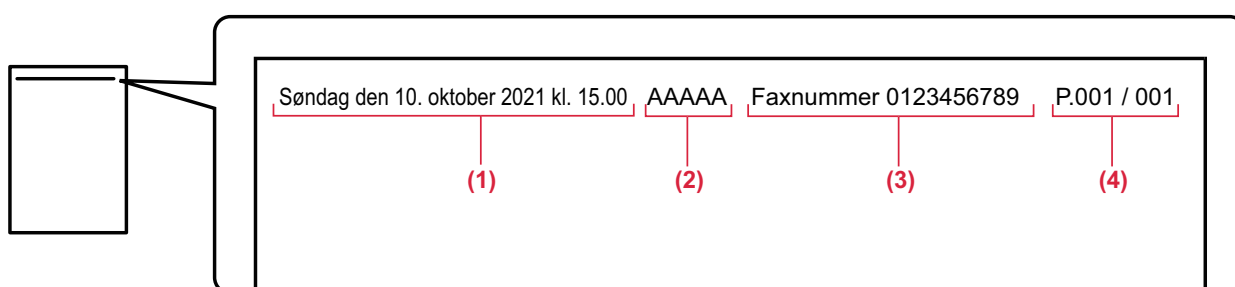 Søndag den 10. oktober 2021 kl. 15.00 AAAAA Faxnummer 0123456789 P.001 / 001
(1) (2) (3) (4)